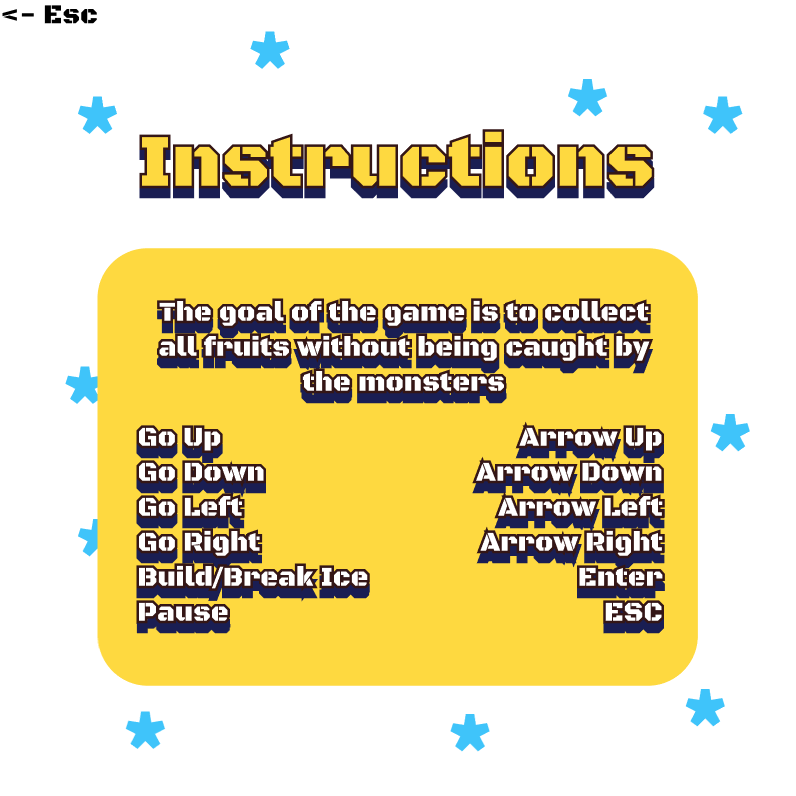 <- Esc
Instructions
The goal of the game is to collect
all fruits without being caught by
the monsters
Go Up Arrow Up
Go Down Arrow Down
Go Left Arrow Left
Go Right Arrow Right
Build/Break Ice Enter
Pause ESC